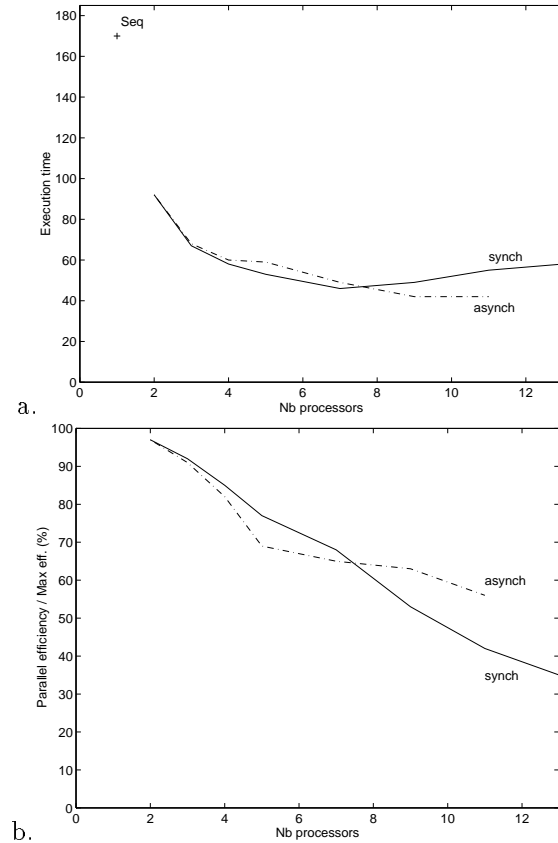 180
160
140
120
100
80
60
40
20
0
Execution time
Seq
synch
asynch
0 2 4 6 8 10 12
Nb processors
a.
100
90
80
70
60
50
40
30
20
10
0
Parallel efficiency / Max eff. (%)
asynch
synch
0 2 4 6 8 10 12
Nb processors
b.